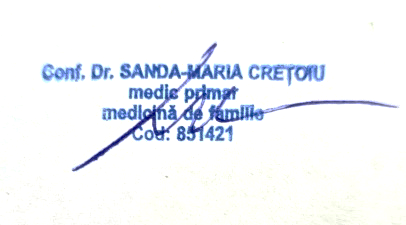 Conf. Dr. SANDA-MARIA CREȚOIU
medic primar
medicină de familie
Cod: 851421